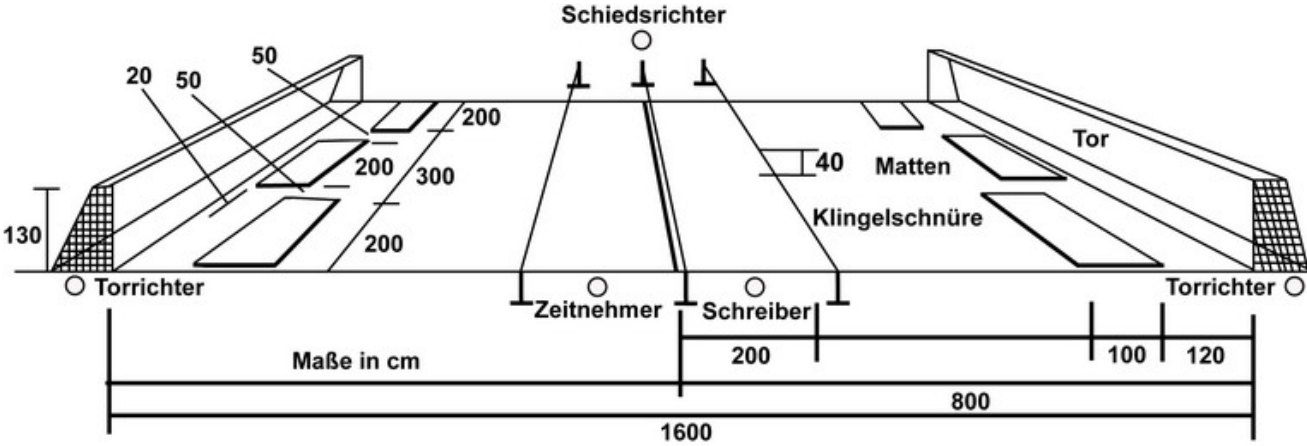 Schiedsrichter
50
20
50
200
200
300
200
40
Matten
Tor
Klingelschnüre
130
Torrichter
Zeitnehmer
Schreiber
Torrichter
200
100
120
Maße in cm
800
1600